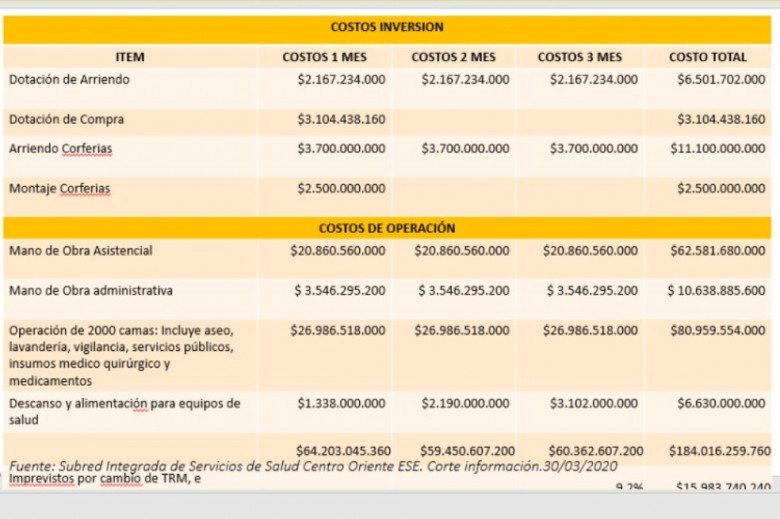 COSTOS INVERSION
ITEM COSTOS 1 MES COSTOS 2 MES COSTOS 3 MES COSTO TOTAL
Dotación de Arriendo $2.167.234.000 $2.167.234.000 $2.167.234.000 $6.501.702.000
Dotación de Compra $3.104.438.160 $3.104.438.160
Arriendo Corferias $3.700.000.000 $3.700.000.000 $3.700.000.000 $11.100.000.000
Montaje Corferias $2.500.000.000 $2.500.000.000
COSTOS DE OPERACIÓN
Mano de Obra Asistencial $20.860.560.000 $20.860.560.000 $20.860.560.000 $62.581.680.000
Mano de Obra administrativa $ 3.546.295.200 $ 3.546.295.200 $ 3.546.295.200 $ 10.638.885.600
Operación de 2000 camas: Incluye aseo, $26.986.518.000 $26.986.518.000 $26.986.518.000 $80.959.554.000
lavandería, vigilancia, servicios públicos,
insumos medico quirúrgico y
medicamentos
Descanso y alimentación para equipos de $1.338.000.000 $2.190.000.000 $3.102.000.000 $6.630.000.000
salud
$64.203.045.360 $59.450.607.200 $60.362.607.200 $184.016.259.760
Fuente: Subred Integrada de Servicios de Salud Centro Oriente ESE. Corte información.30/03/2020
Imprevistos por cambio de TRM, e
9.2% $15.983.740.240